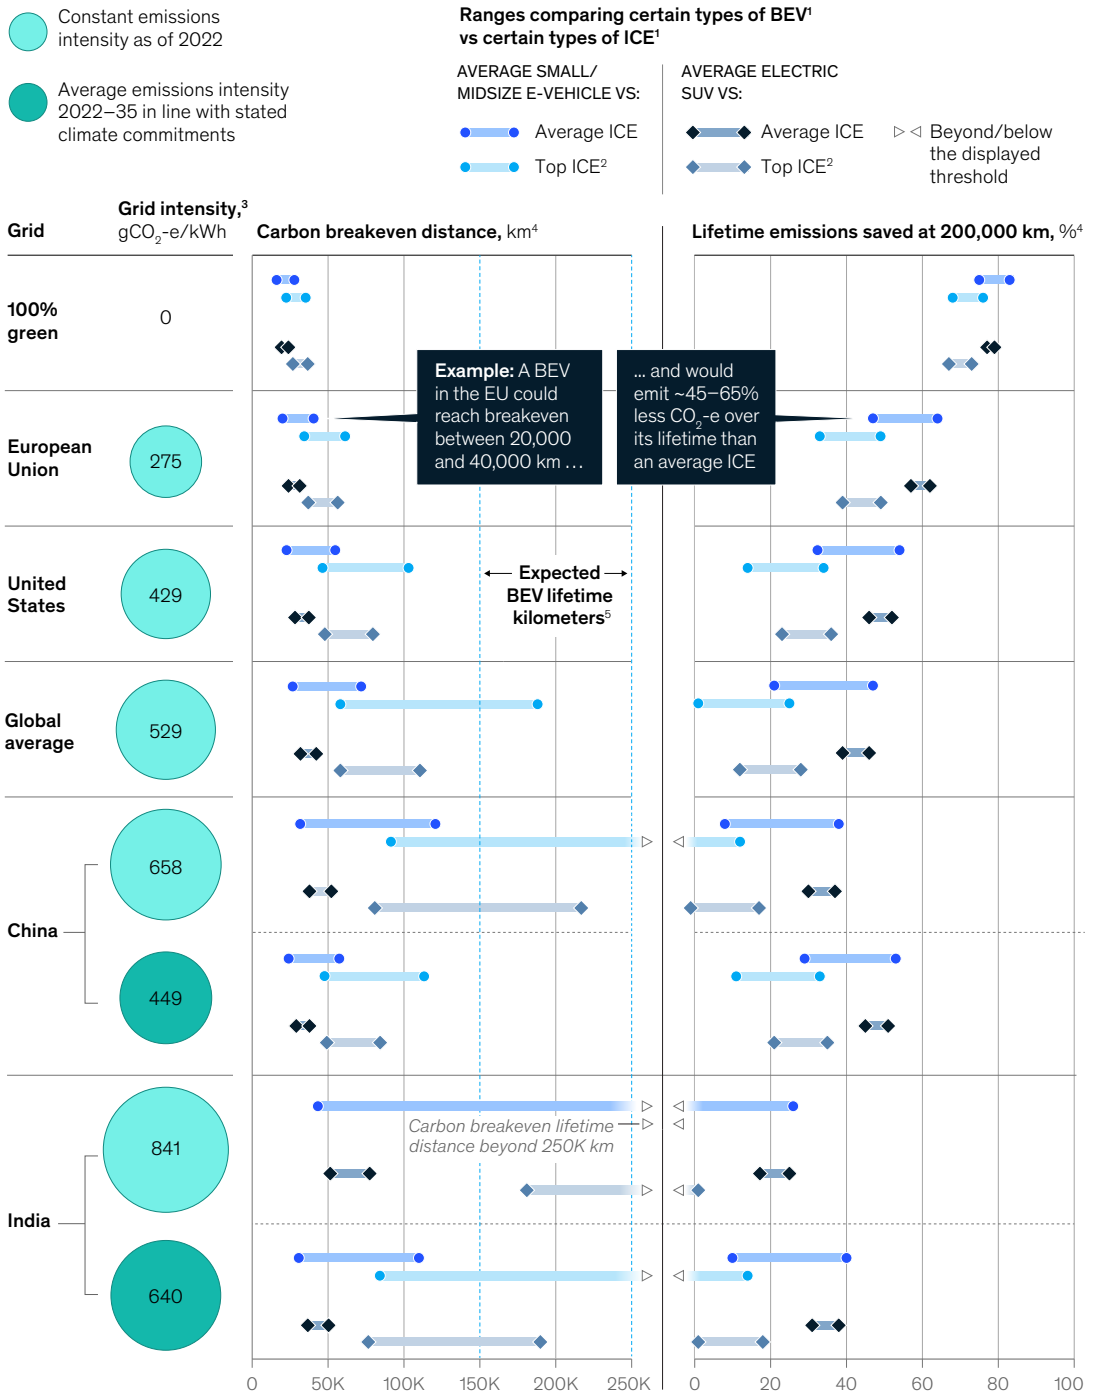 Constant emissions
intensity as of 2022
Average emissions intensity
2022–35 in line with stated
climate commitments
Ranges comparing certain types of BEV¹
vs certain types of ICE¹
AVERAGE SMALL/
MIDSIZE E-VEHICLE VS:
Average ICE
Top ICE²
AVERAGE ELECTRIC
SUV VS:
Average ICE
Top ICE²
Beyond/below
the displayed
threshold
Grid
Grid intensity,³
gCO₂-e/kWh
Carbon breakeven distance, km⁴
Lifetime emissions saved at 200,000 km, %⁴
100%
green
0
Example: A BEV
in the EU could
reach breakeven
between 20,000
and 40,000 km ...
... and would
emit ~45–65%
less CO₂-e over
its lifetime than
an average ICE
European
Union
275
United
States
429
Expected
BEV lifetime
kilometers⁵
Global
average
529
China
658
449
India
841
Carbon breakeven lifetime
distance beyond 250K km
640
0 50K 100K 150K 200K 250K
0 20 40 60 80 100